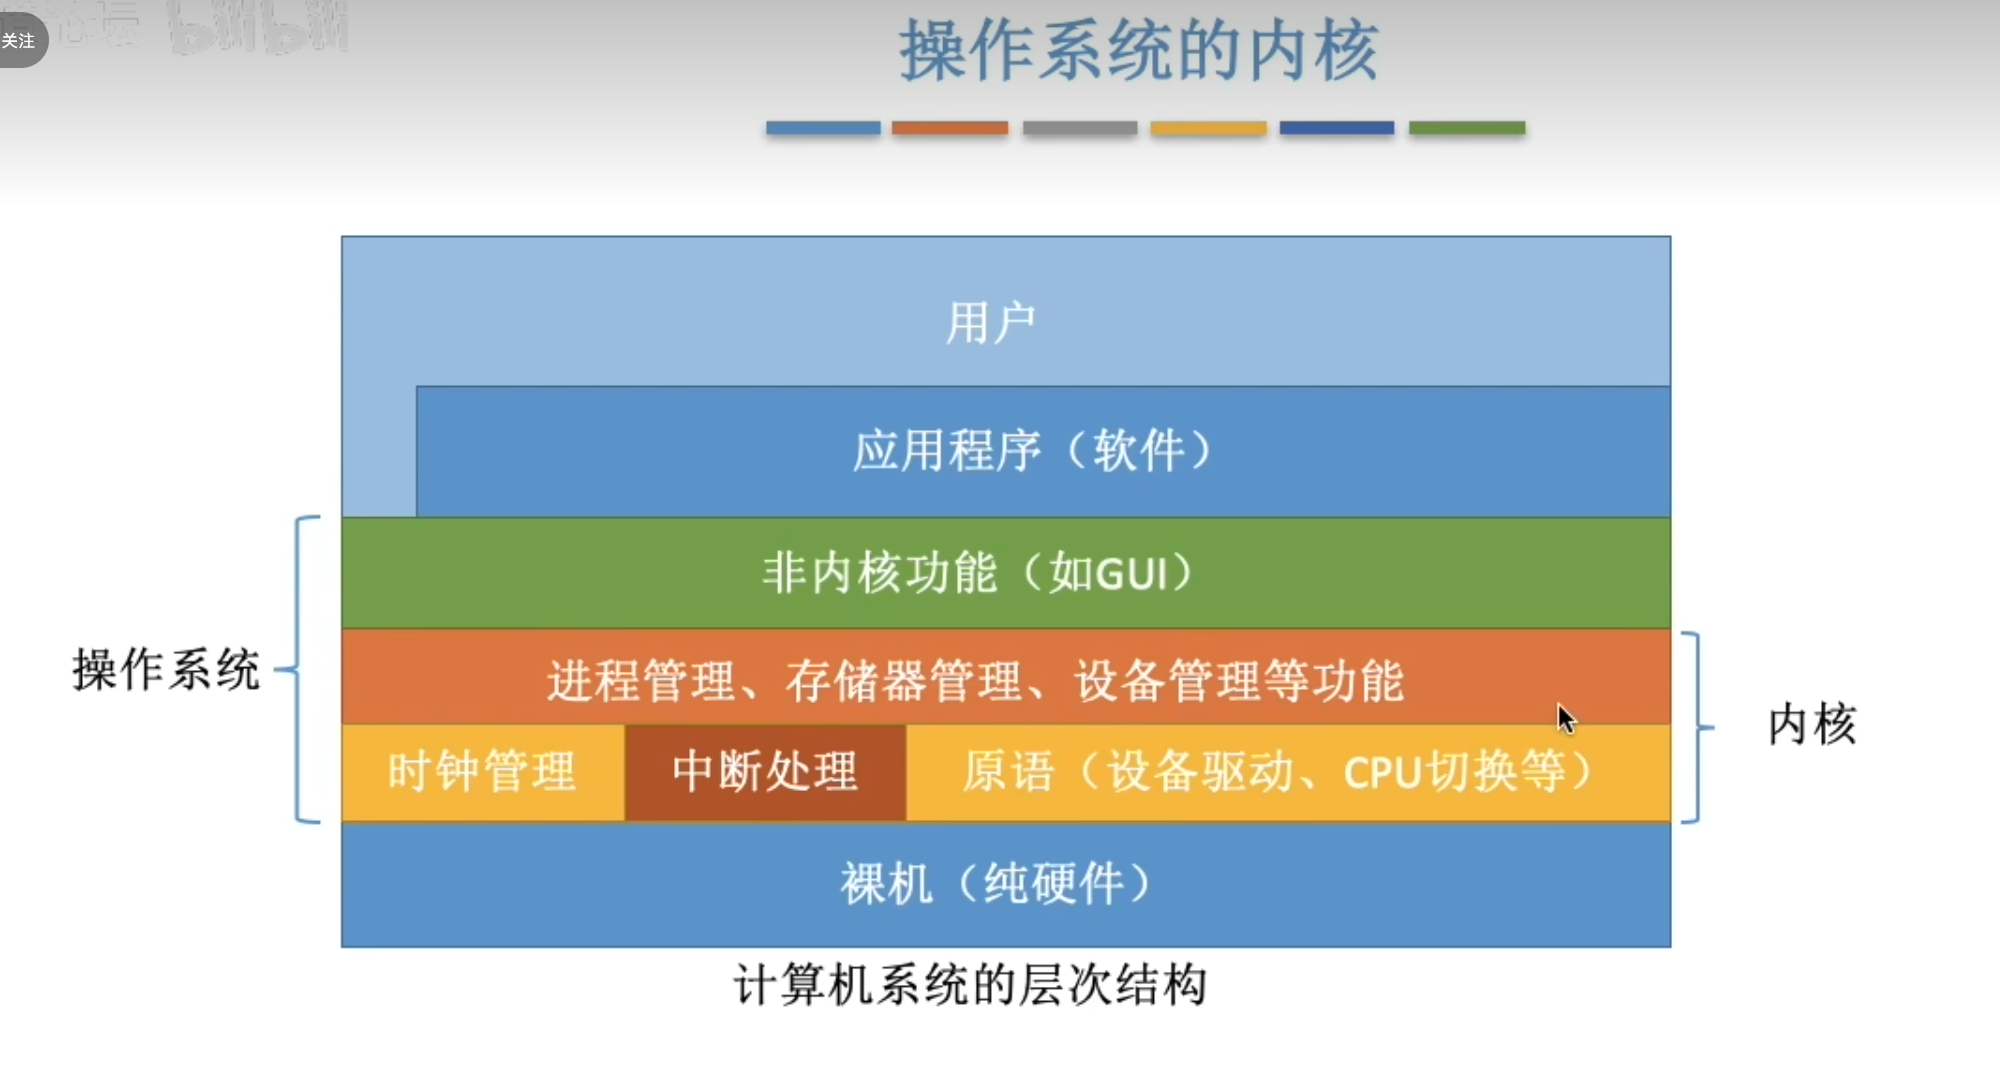 关注
论坛 bilibili
操作系统的内核
用户
应用程序（软件）
非内核功能（如GUI）
操作系统
进程管理、存储器管理、设备管理等功能
内核
时钟管理 中断处理 原语（设备驱动、CPU切换等）
裸机（纯硬件）
计算机系统的层次结构